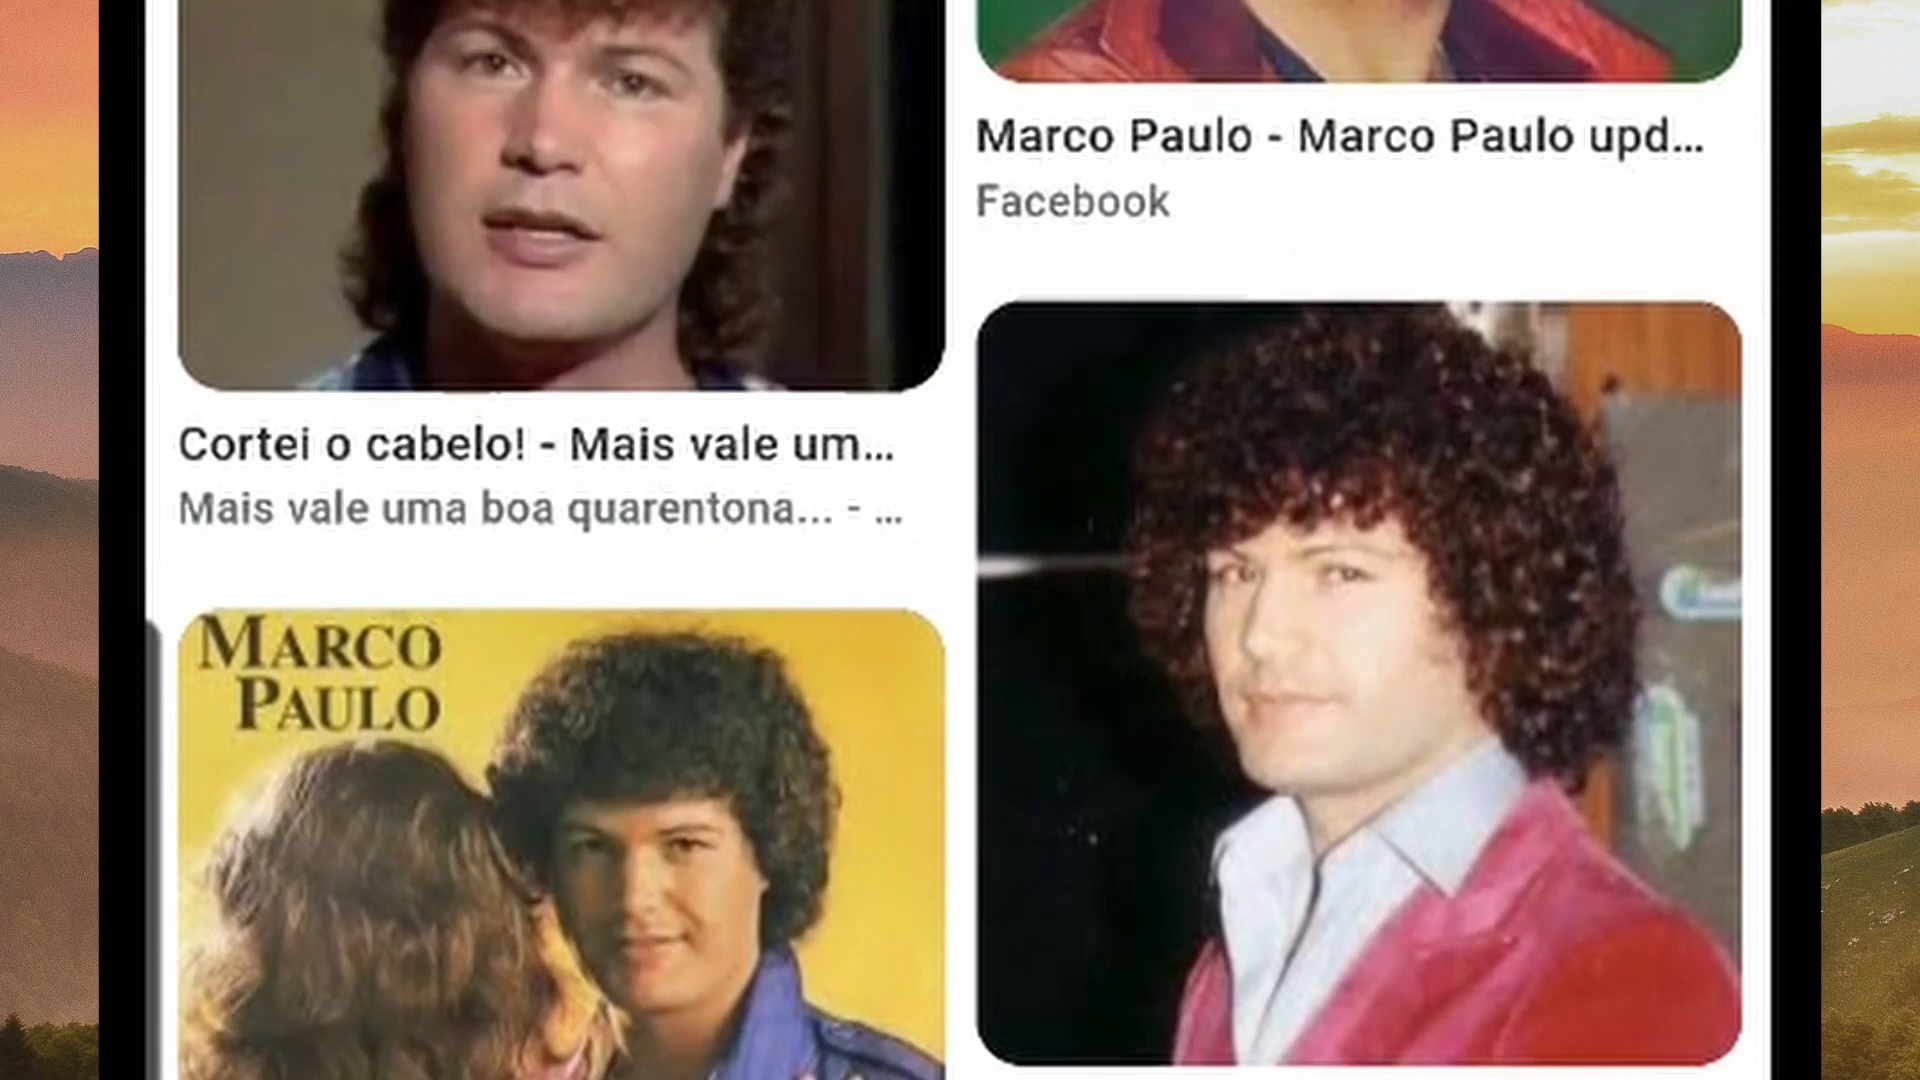 Marco Paulo - Marco Paulo upd...
Facebook
Cortei o cabelo! - Mais vale um...
Mais vale uma boa quarentona... - ...
MARCO
PAULO